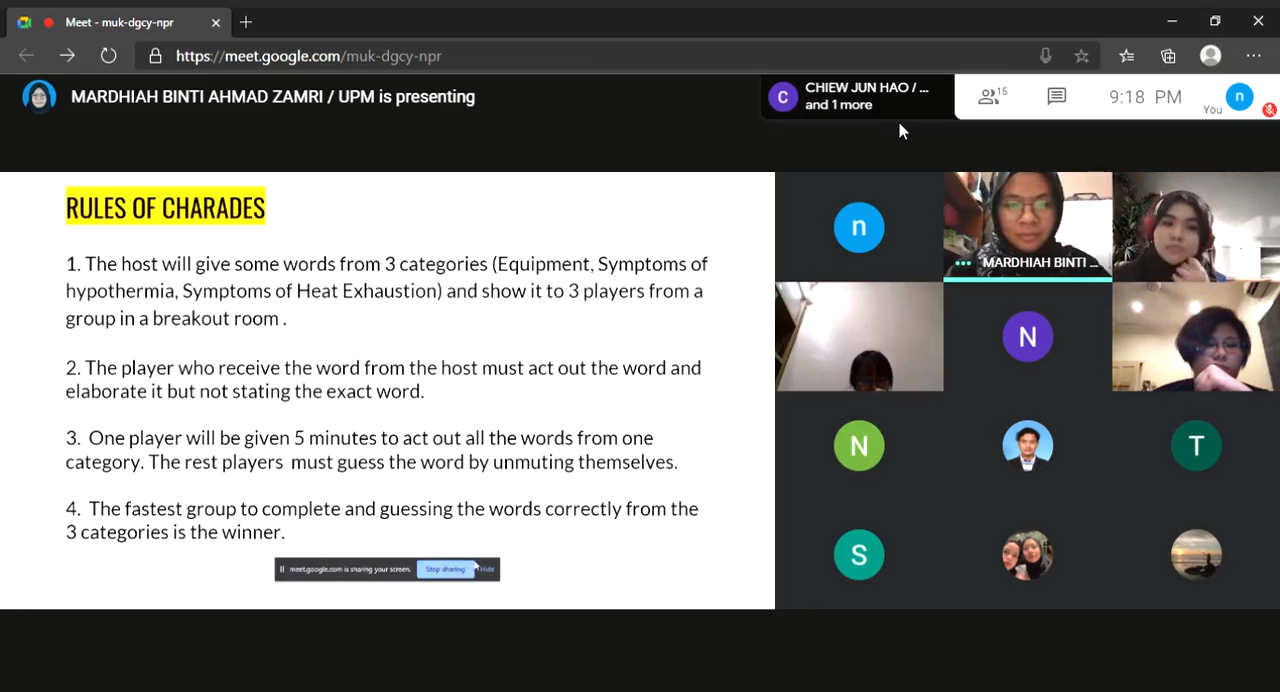 Meet - muk-dgcy-npr
https://meet.google.com/muk-dgcy-npr
MARDHIAH BINTI AHMAD ZAMRI / UPM is presenting
C
CHIEW JUN HAO / ...
and 1 more
15
9:18 PM
You
n
RULES OF CHARADES
1. The host will give some words from 3 categories (Equipment, Symptoms of
hypothermia, Symptoms of Heat Exhaustion) and show it to 3 players from a
group in a breakout room .
2. The player who receive the word from the host must act out the word and
elaborate it but not stating the exact word.
3. One player will be given 5 minutes to act out all the words from one
category. The rest players must guess the word by unmuting themselves.
4. The fastest group to complete and guessing the words correctly from the
3 categories is the winner.
meet.google.com is sharing your screen.
Stop sharing
Hide
n
MARDHIAH BINTI ...
N
N
T
S